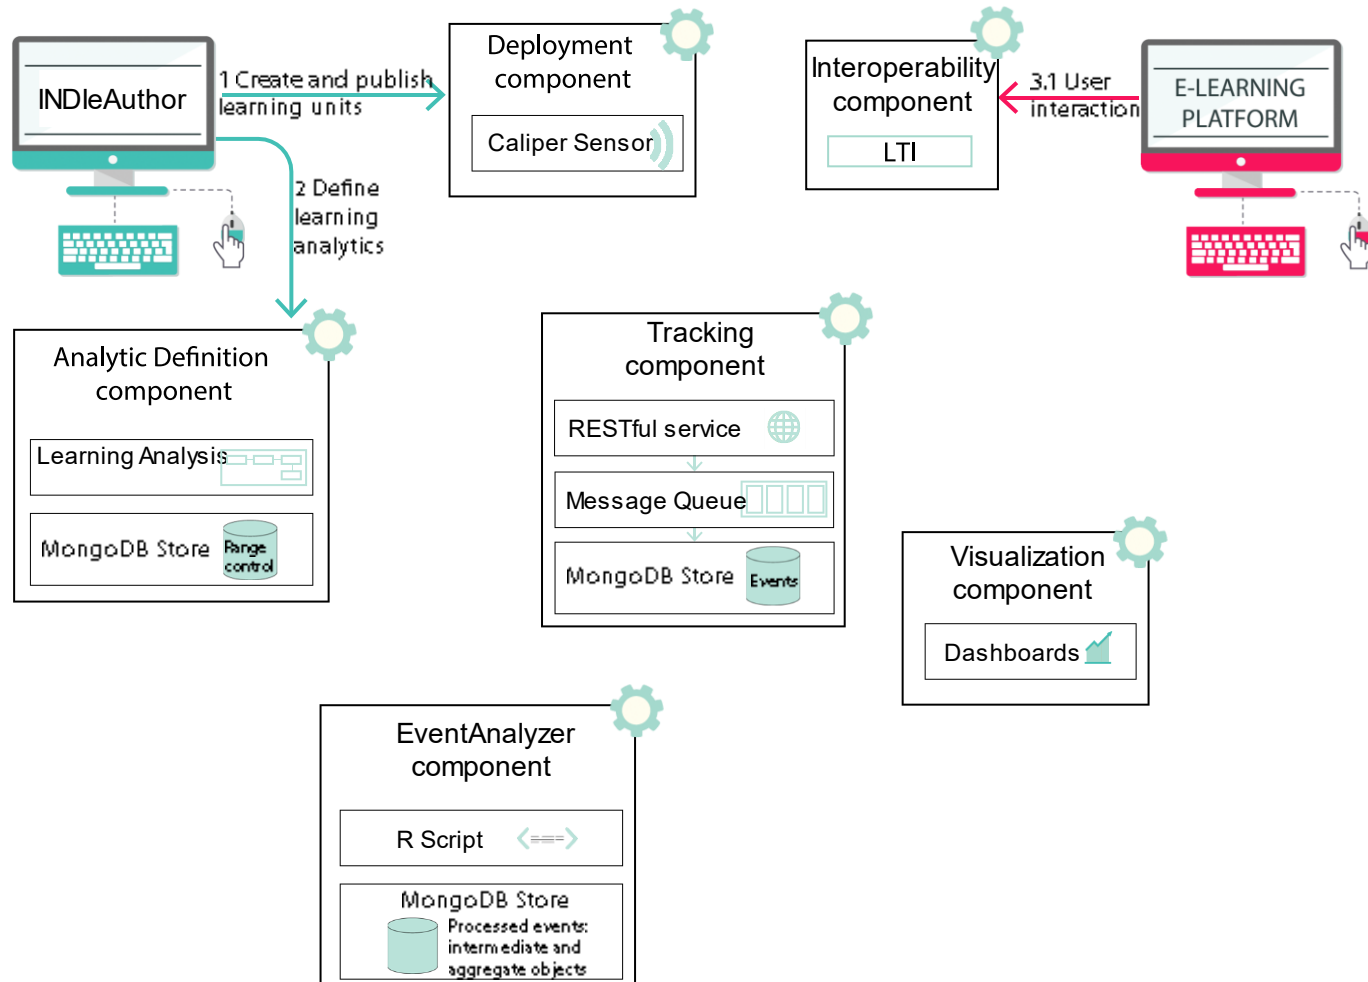 INDIeAuthor
1 Create and publish
learning units
Deployment
component
Caliper Sensor
Interoperability
component
LTI
3.1 User
interaction
E-LEARNING
PLATFORM
2 Define
learning
analytics
Analytic Definition
component
Learning Analysis
MongoDB Store
Range
control
Tracking
component
RESTful service
Message Queue
MongoDB Store
Events
Visualization
component
Dashboards
EventAnalyzer
component
R Script
MongoDB Store
Processed events:
intermediate and
aggregate objects